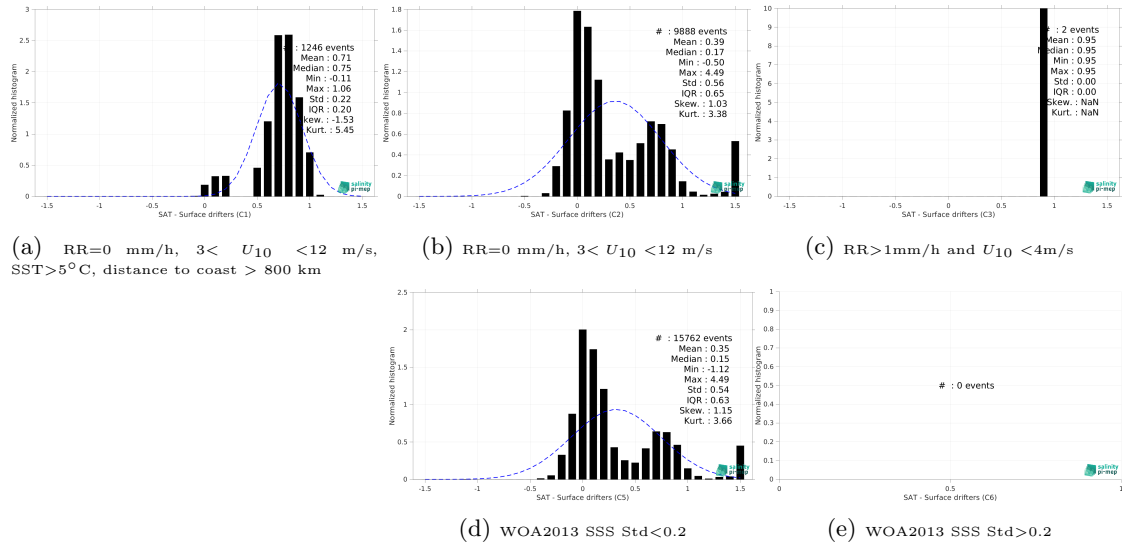 3
2.5
2
1.5
1
0.5
0
Normalized histogram
# : 1246 events
Mean : 0.71
Median : 0.75
Min : -0.11
Max : 1.06
Std : 0.22
IQR : 0.20
Skew. : -1.53
Kurt. : 5.45
salinity
pi-mep
-1.5 -1 -0.5 0 0.5 1 1.5
SAT - Surface drifters (C1)
(a) RR=0 mm/h, 3< U10 <12 m/s,
SST>5°C, distance to coast > 800 km
1.8
1.6
1.4
1.2
1
0.8
0.6
0.4
0.2
0
Normalized histogram
# : 9888 events
Mean : 0.39
Median : 0.17
Min : -0.50
Max : 4.49
Std : 0.56
IQR : 0.65
Skew. : 1.03
Kurt. : 3.38
salinity
pi-mep
-1.5 -1 -0.5 0 0.5 1 1.5
SAT - Surface drifters (C2)
(b) RR=0 mm/h, 3< U10 <12 m/s
10
9
8
7
6
5
4
3
2
1
0
Normalized histogram
# : 2 events
Mean : 0.95
Median : 0.95
Min : 0.95
Max : 0.95
Std : 0.00
IQR : 0.00
Skew. : NaN
Kurt. : NaN
salinity
pi-mep
-1.5 -1 -0.5 0 0.5 1 1.5
SAT - Surface drifters (C3)
(c) RR>1mm/h and U10 <4m/s
2.5
2
1.5
1
0.5
0
Normalized histogram
# : 15762 events
Mean : 0.35
Median : 0.15
Min : -1.12
Max : 4.49
Std : 0.54
IQR : 0.63
Skew. : 1.15
Kurt. : 3.66
salinity
pi-mep
-1.5 -1 -0.5 0 0.5 1 1.5
SAT - Surface drifters (C5)
(d) WOA2013 SSS Std<0.2
1
0.9
0.8
0.7
0.6
0.5
0.4
0.3
0.2
0.1
0
Normalized histogram
# : 0 events
salinity
pi-mep
0 0.5 1
SAT - Surface drifters (C6)
(e) WOA2013 SSS Std>0.2